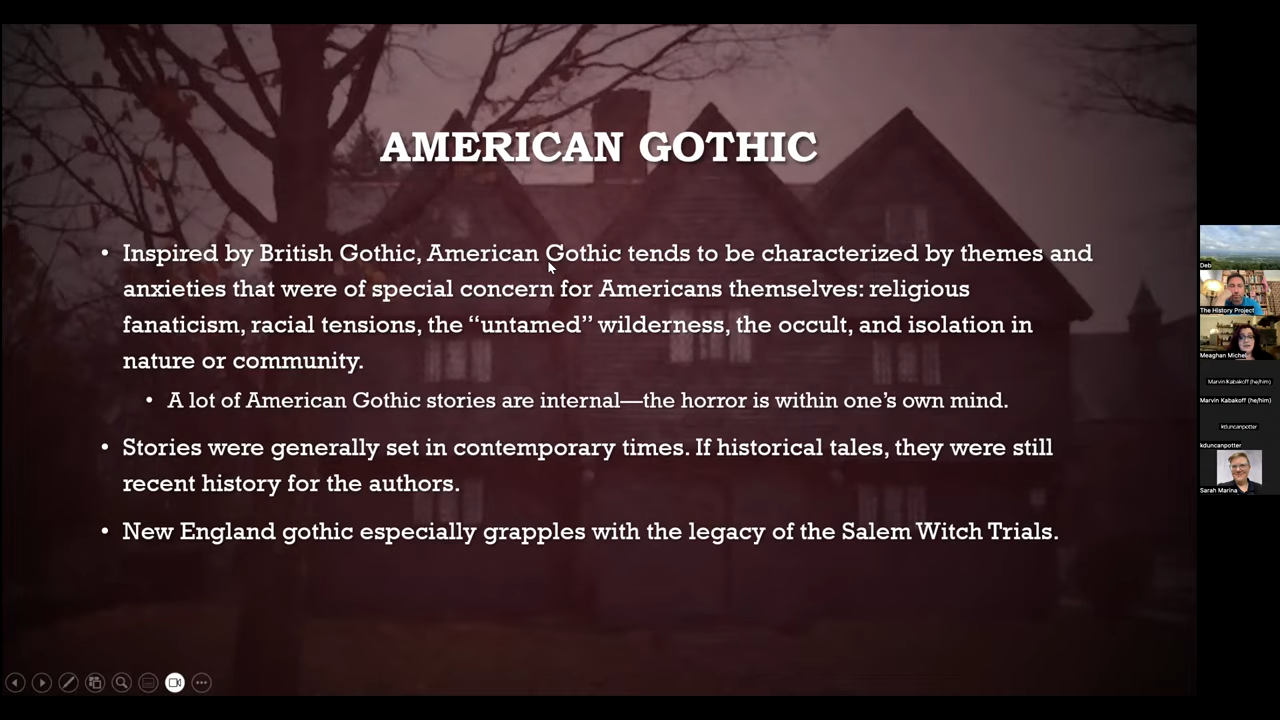 AMERICAN GOTHIC
• Inspired by British Gothic, American Gothic tends to be characterized by themes and
anxieties that were of special concern for Americans themselves: religious
fanaticism, racial tensions, the “untamed” wilderness, the occult, and isolation in
nature or community.
• A lot of American Gothic stories are internal—the horror is within one’s own mind.
• Stories were generally set in contemporary times. If historical tales, they were still
recent history for the authors.
• New England gothic especially grapples with the legacy of the Salem Witch Trials.
Deb
The History Project
Meaghan Michel
Marvin Kabakoff (he/him)
Marvin Kabakoff (he/him)
kduncanpotter
kduncanpotter
Sarah Marina